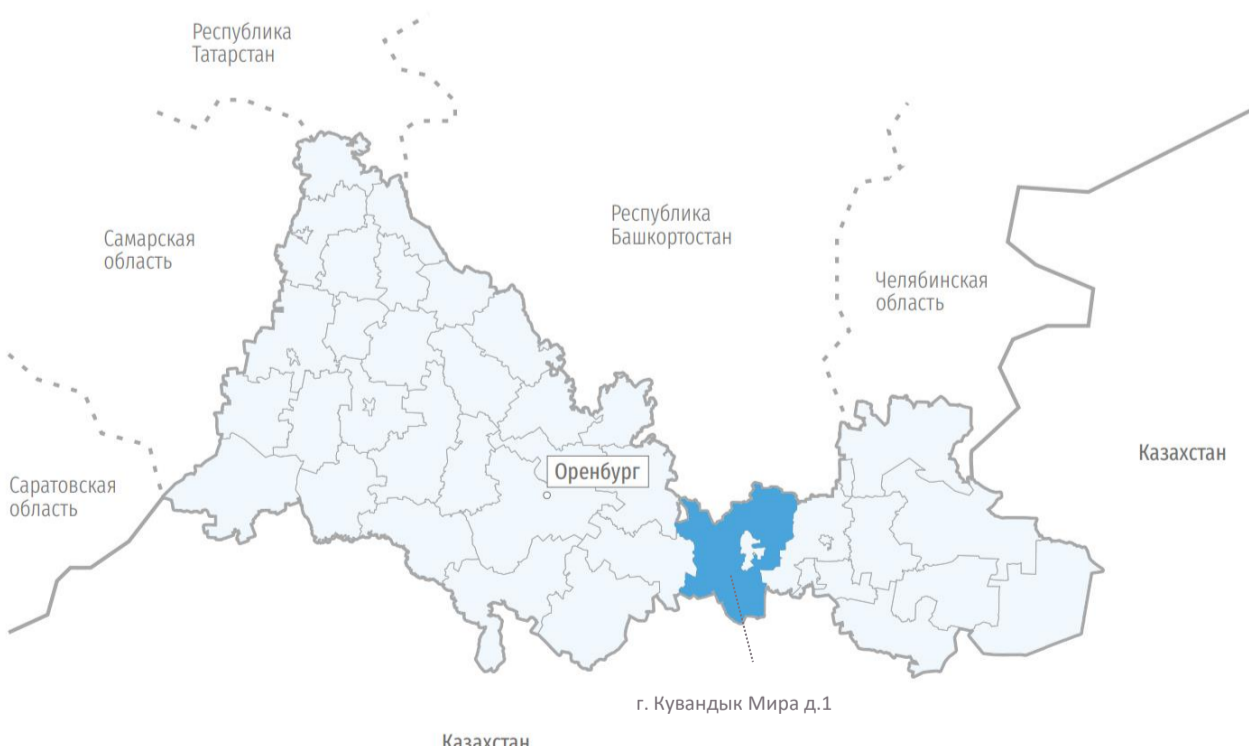 Республика
Татарстан
Самарская
область
Республика
Башкортостан
Челябинская
область
Казахстан
Саратовская
область
Оренбург
г. Кувандык Мира д.1
Казахстан